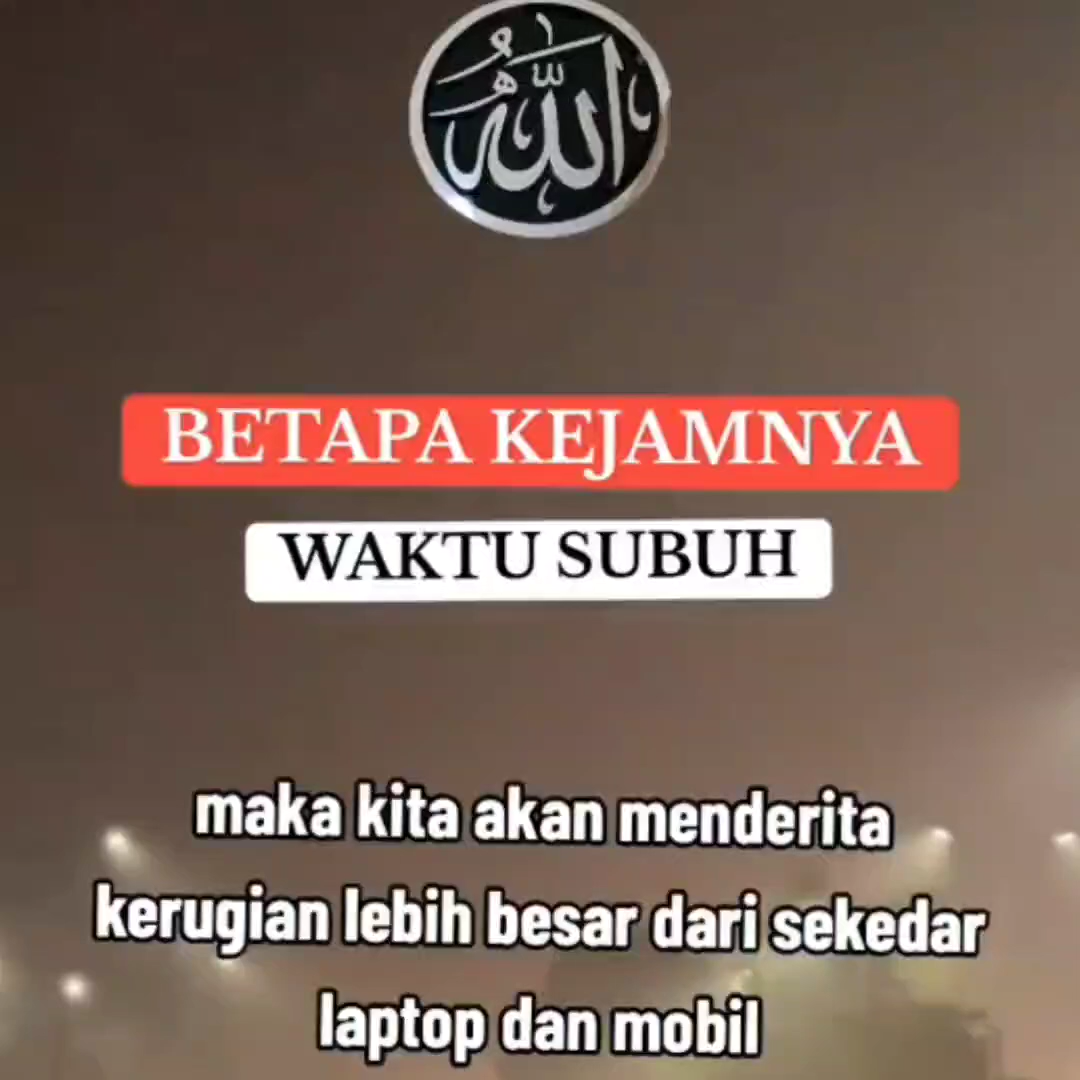 الله
BETAPA KEJAMNYA
WAKTU SUBUH
maka kita akan menderita
kerugian lebih besar dari sekedar
laptop dan mobil